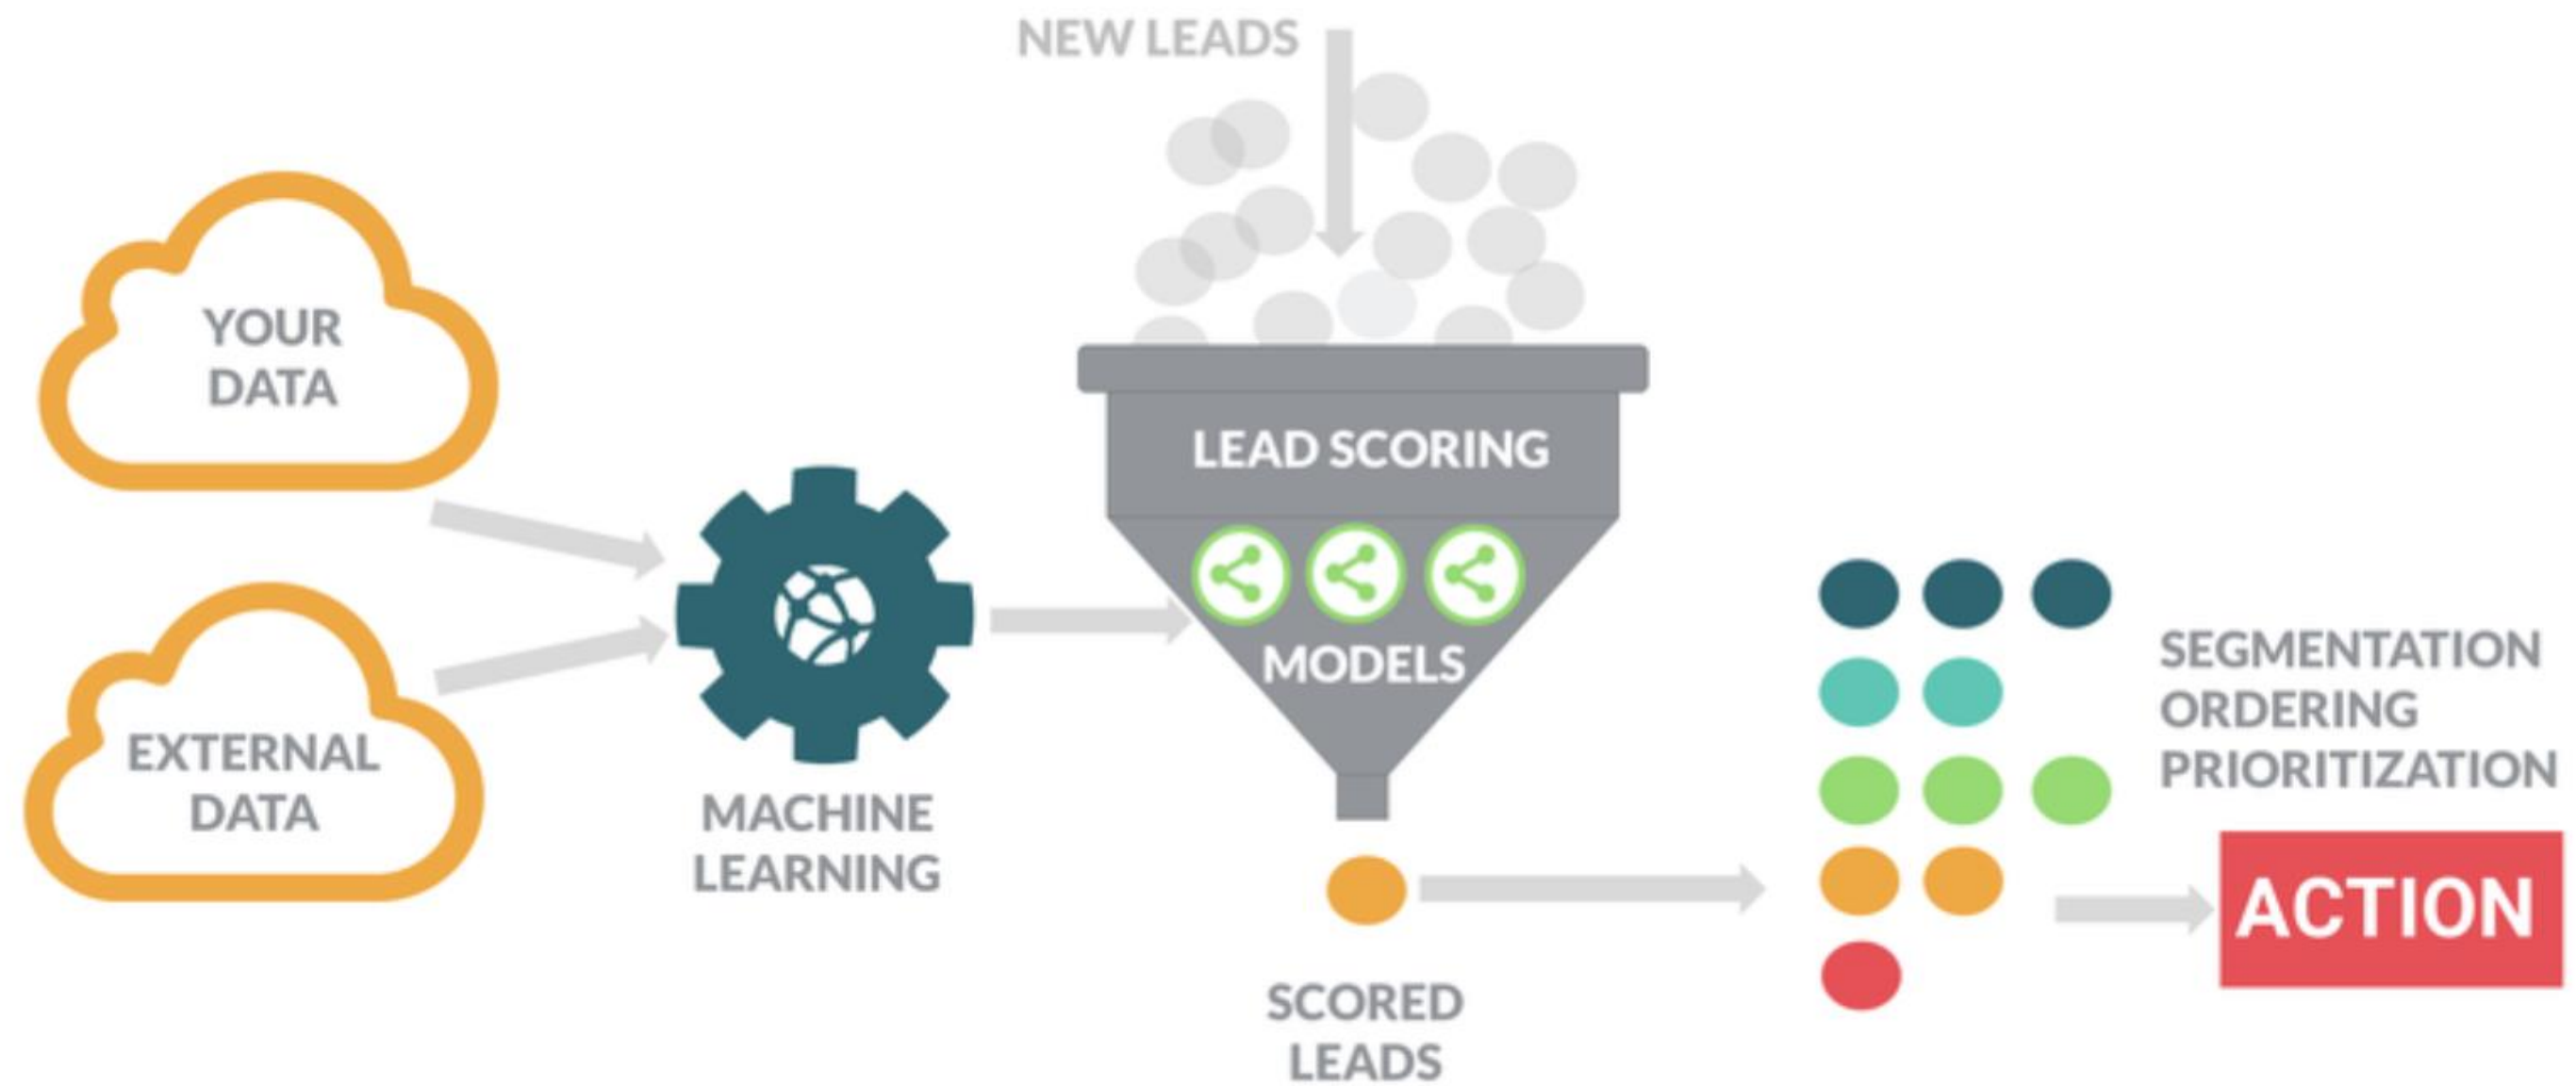 NEW LEADS
YOUR
DATA
EXTERNAL
DATA
MACHINE
LEARNING
LEAD SCORING
MODELS
SCORED
LEADS
SEGMENTATION
ORDERING
PRIORITIZATION
ACTION